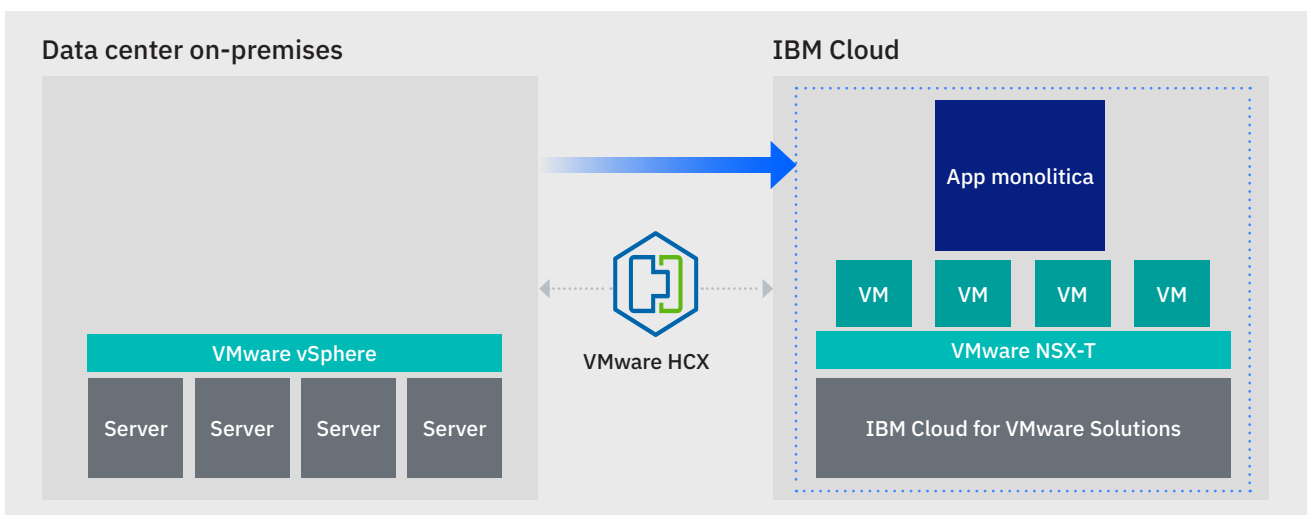 Data center on-premises
IBM Cloud
App monolitica
VM VM VM VM
VMware vSphere
VMware HCX
VMware NSX-T
Server Server Server Server
IBM Cloud for VMware Solutions